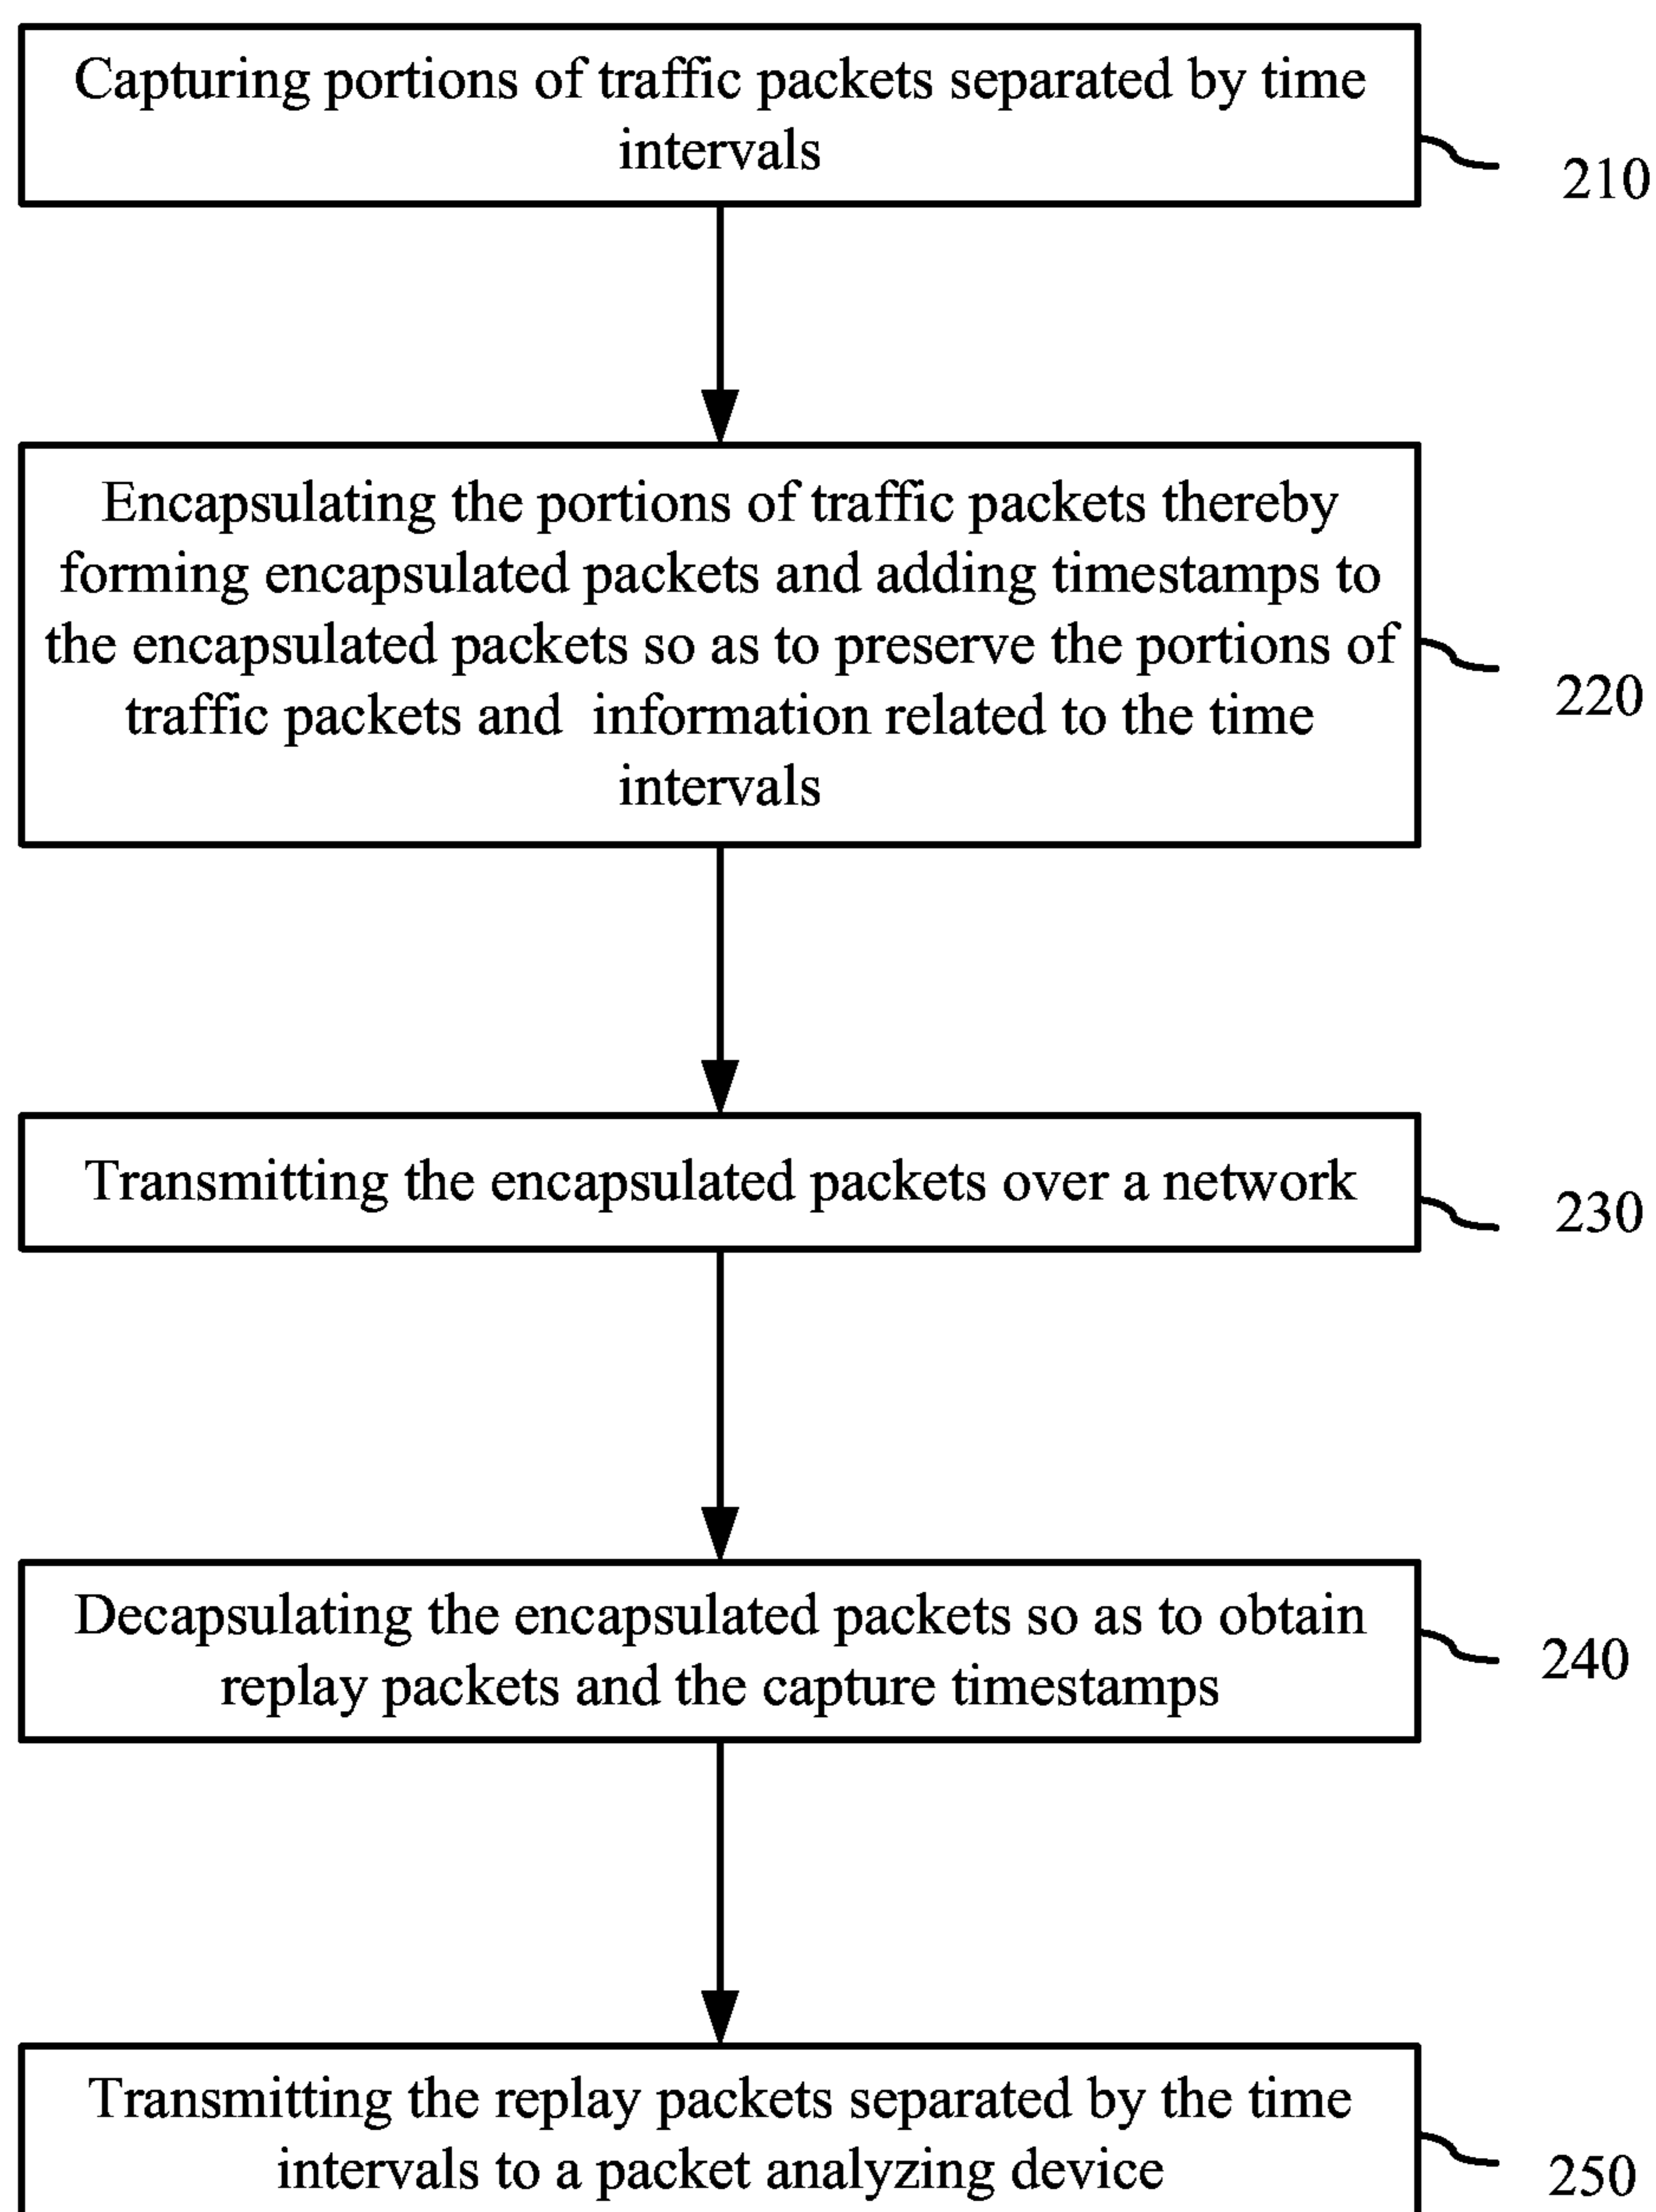 Capturing portions of traffic packets separated by time
intervals
210
Encapsulating the portions of traffic packets thereby
forming encapsulated packets and adding timestamps to
the encapsulated packets so as to preserve the portions of
traffic packets and information related to the time
intervals
220
Transmitting the encapsulated packets over a network
230
Decapsulating the encapsulated packets so as to obtain
replay packets and the capture timestamps
240
Transmitting the replay packets separated by the time
intervals to a packet analyzing device
250